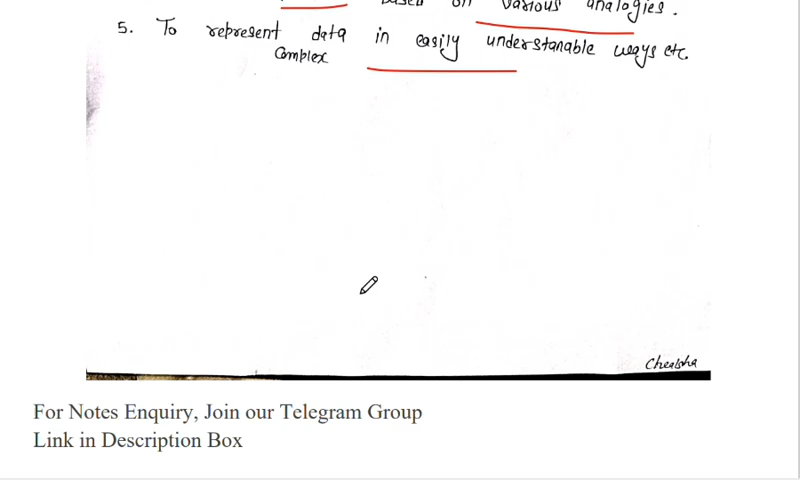 based on various analogies.
5. To represent data in easily understanable ways etc.
Complex
For Notes Enquiry, Join our Telegram Group
Link in Description Box